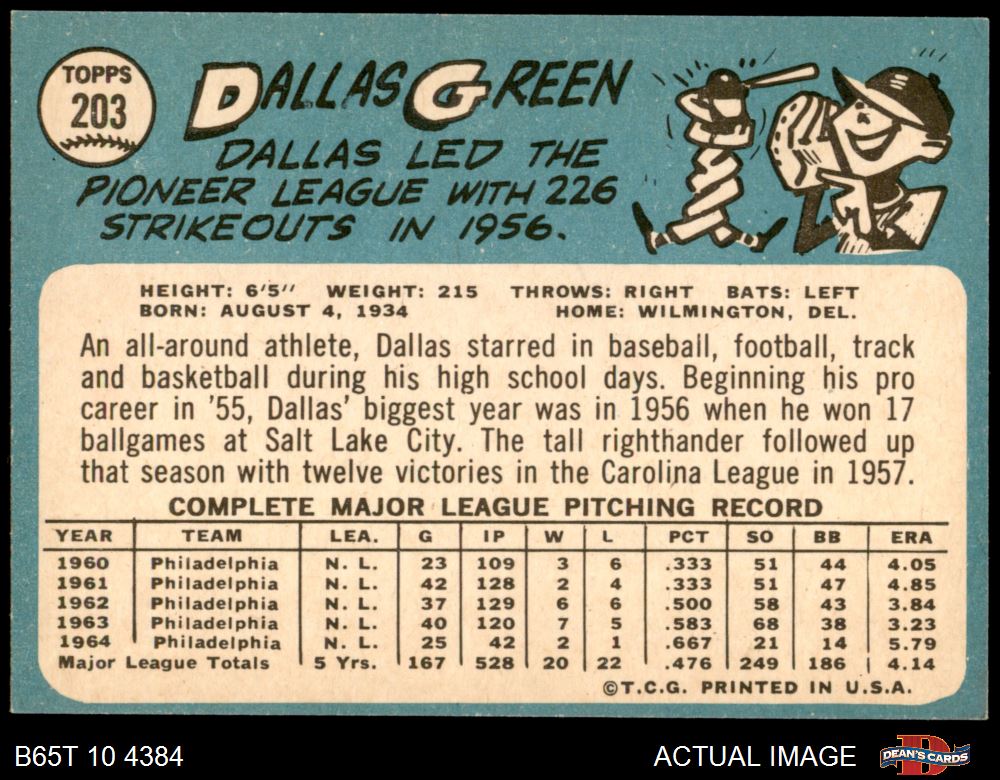 TOPPS
203
DALLAS GREEN
DALLAS LED THE
PIONEER LEAGUE WITH 226
STRIKEOUTS IN 1956.
HEIGHT: 6'5" WEIGHT: 215 THROWS: RIGHT BATS: LEFT
BORN: AUGUST 4, 1934 HOME: WILMINGTON, DEL.
An all-around athlete, Dallas starred in baseball, football, track
and basketball during his high school days. Beginning his pro
career in '55, Dallas' biggest year was in 1956 when he won 17
ballgames at Salt Lake City. The tall righthander followed up
that season with twelve victories in the Carolina League in 1957.
COMPLETE MAJOR LEAGUE PITCHING RECORD
YEAR TEAM LEA. G IP W L PCT SO BB ERA
1960 Philadelphia N. L. 23 109 3 6 .333 51 44 4.05
1961 Philadelphia N. L. 42 128 2 4 .333 51 47 4.85
1962 Philadelphia N. L. 37 129 6 6 .500 58 43 3.84
1963 Philadelphia N. L. 40 120 7 5 .583 68 38 3.23
1964 Philadelphia N. L. 25 42 2 1 .667 21 14 5.79
Major League Totals 5 Yrs. 167 528 20 22 .476 249 186 4.14
©T.C.G. PRINTED IN U.S.A.
B65T 10 4384 ACTUAL IMAGE DEAN'S CARDS